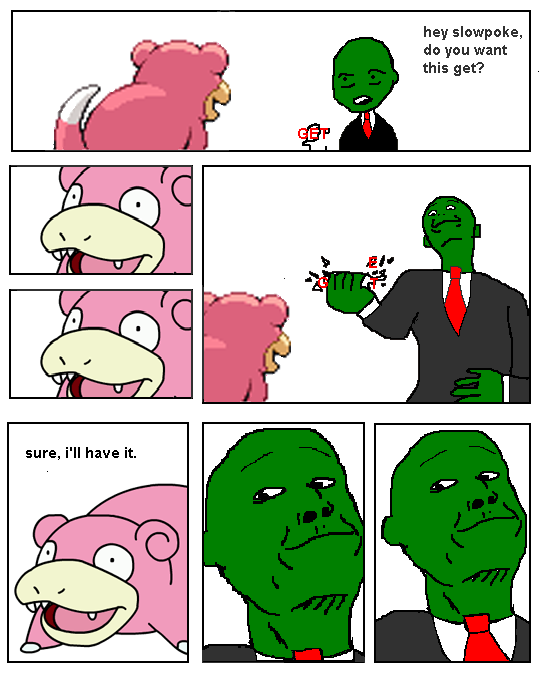 hey slowpoke,
do you want
this get?
GET
G E T
sure, i'll have it.